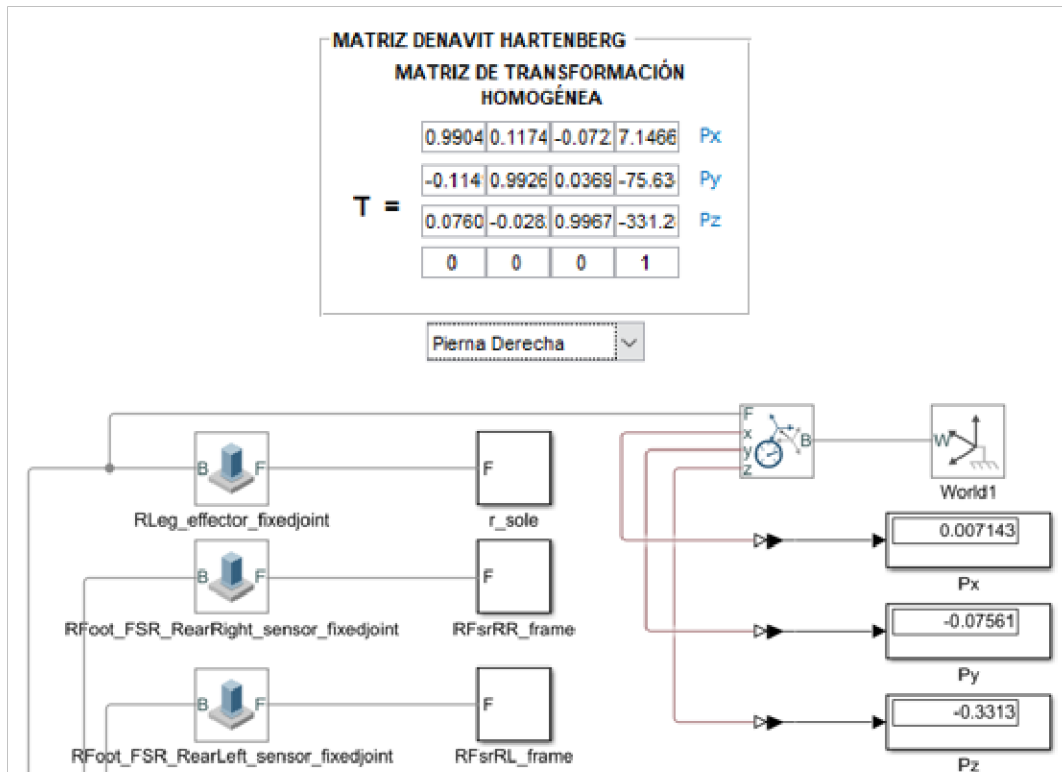 MATRIZ DENAVIT HARTENBERG
MATRIZ DE TRANSFORMACIÓN
HOMOGÉNEA
0.9904 0.1174 -0.072 7.1466 Px
-0.114 0.9926 0.0369 -75.63 Py
T =
0.0760 -0.028 0.9967 -331.2 Pz
0 0 0 1
Pierna Derecha
F
x
y
z
B
W
World1
B F
F
RLeg_effector_fixedjoint
r_sole
0.007143
Px
B F
F
RFoot_FSR_RearRight_sensor_fixedjoint
RFsrRR_frame
-0.07561
Py
B F
F
RFoot_FSR_RearLeft_sensor_fixedjoint
RFsrRL_frame
-0.3313
Pz